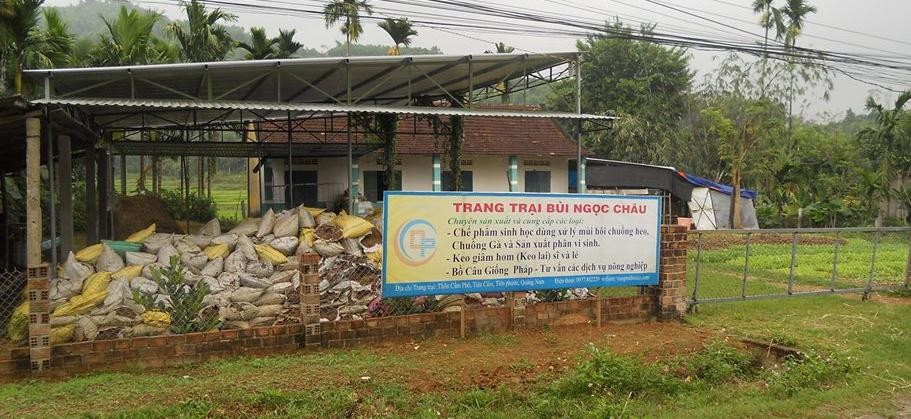 TRANG TRẠI BÙI NGỌC CHÂU
Chuyên sản xuất và cung cấp các loại:
- Chế phẩm sinh học dùng xử lý mùi hôi chuồng heo,
Chuồng Gà và Sản xuất phân vi sinh.
- Keo giâm hom (Keo lai) sĩ và lẻ
- Bồ Câu Giống Pháp - Tư vấn các dịch vụ nông nghiệp
Địa chỉ Trang trại: Thôn Cẩm Phô, Tiên Cẩm, Tiên phước, Quảng Nam